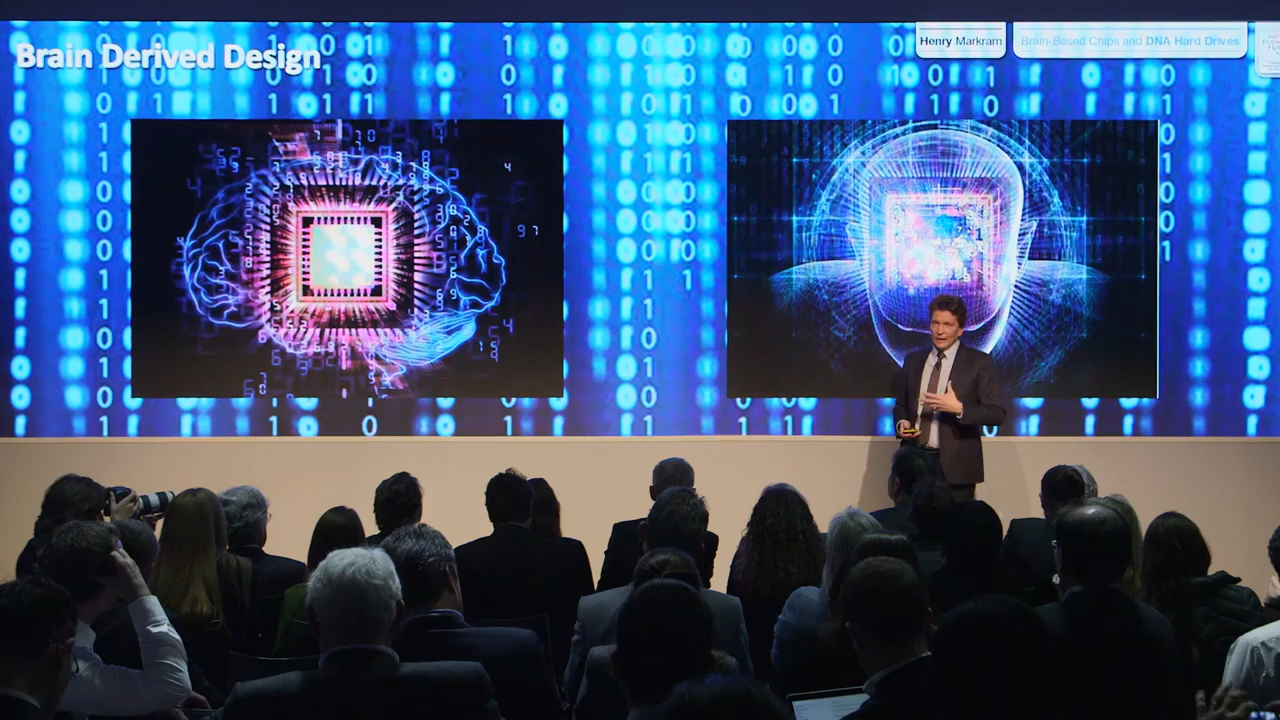 Brain Derived Design
Henry Markram
Brain-Based Chips and DNA Hard Drives